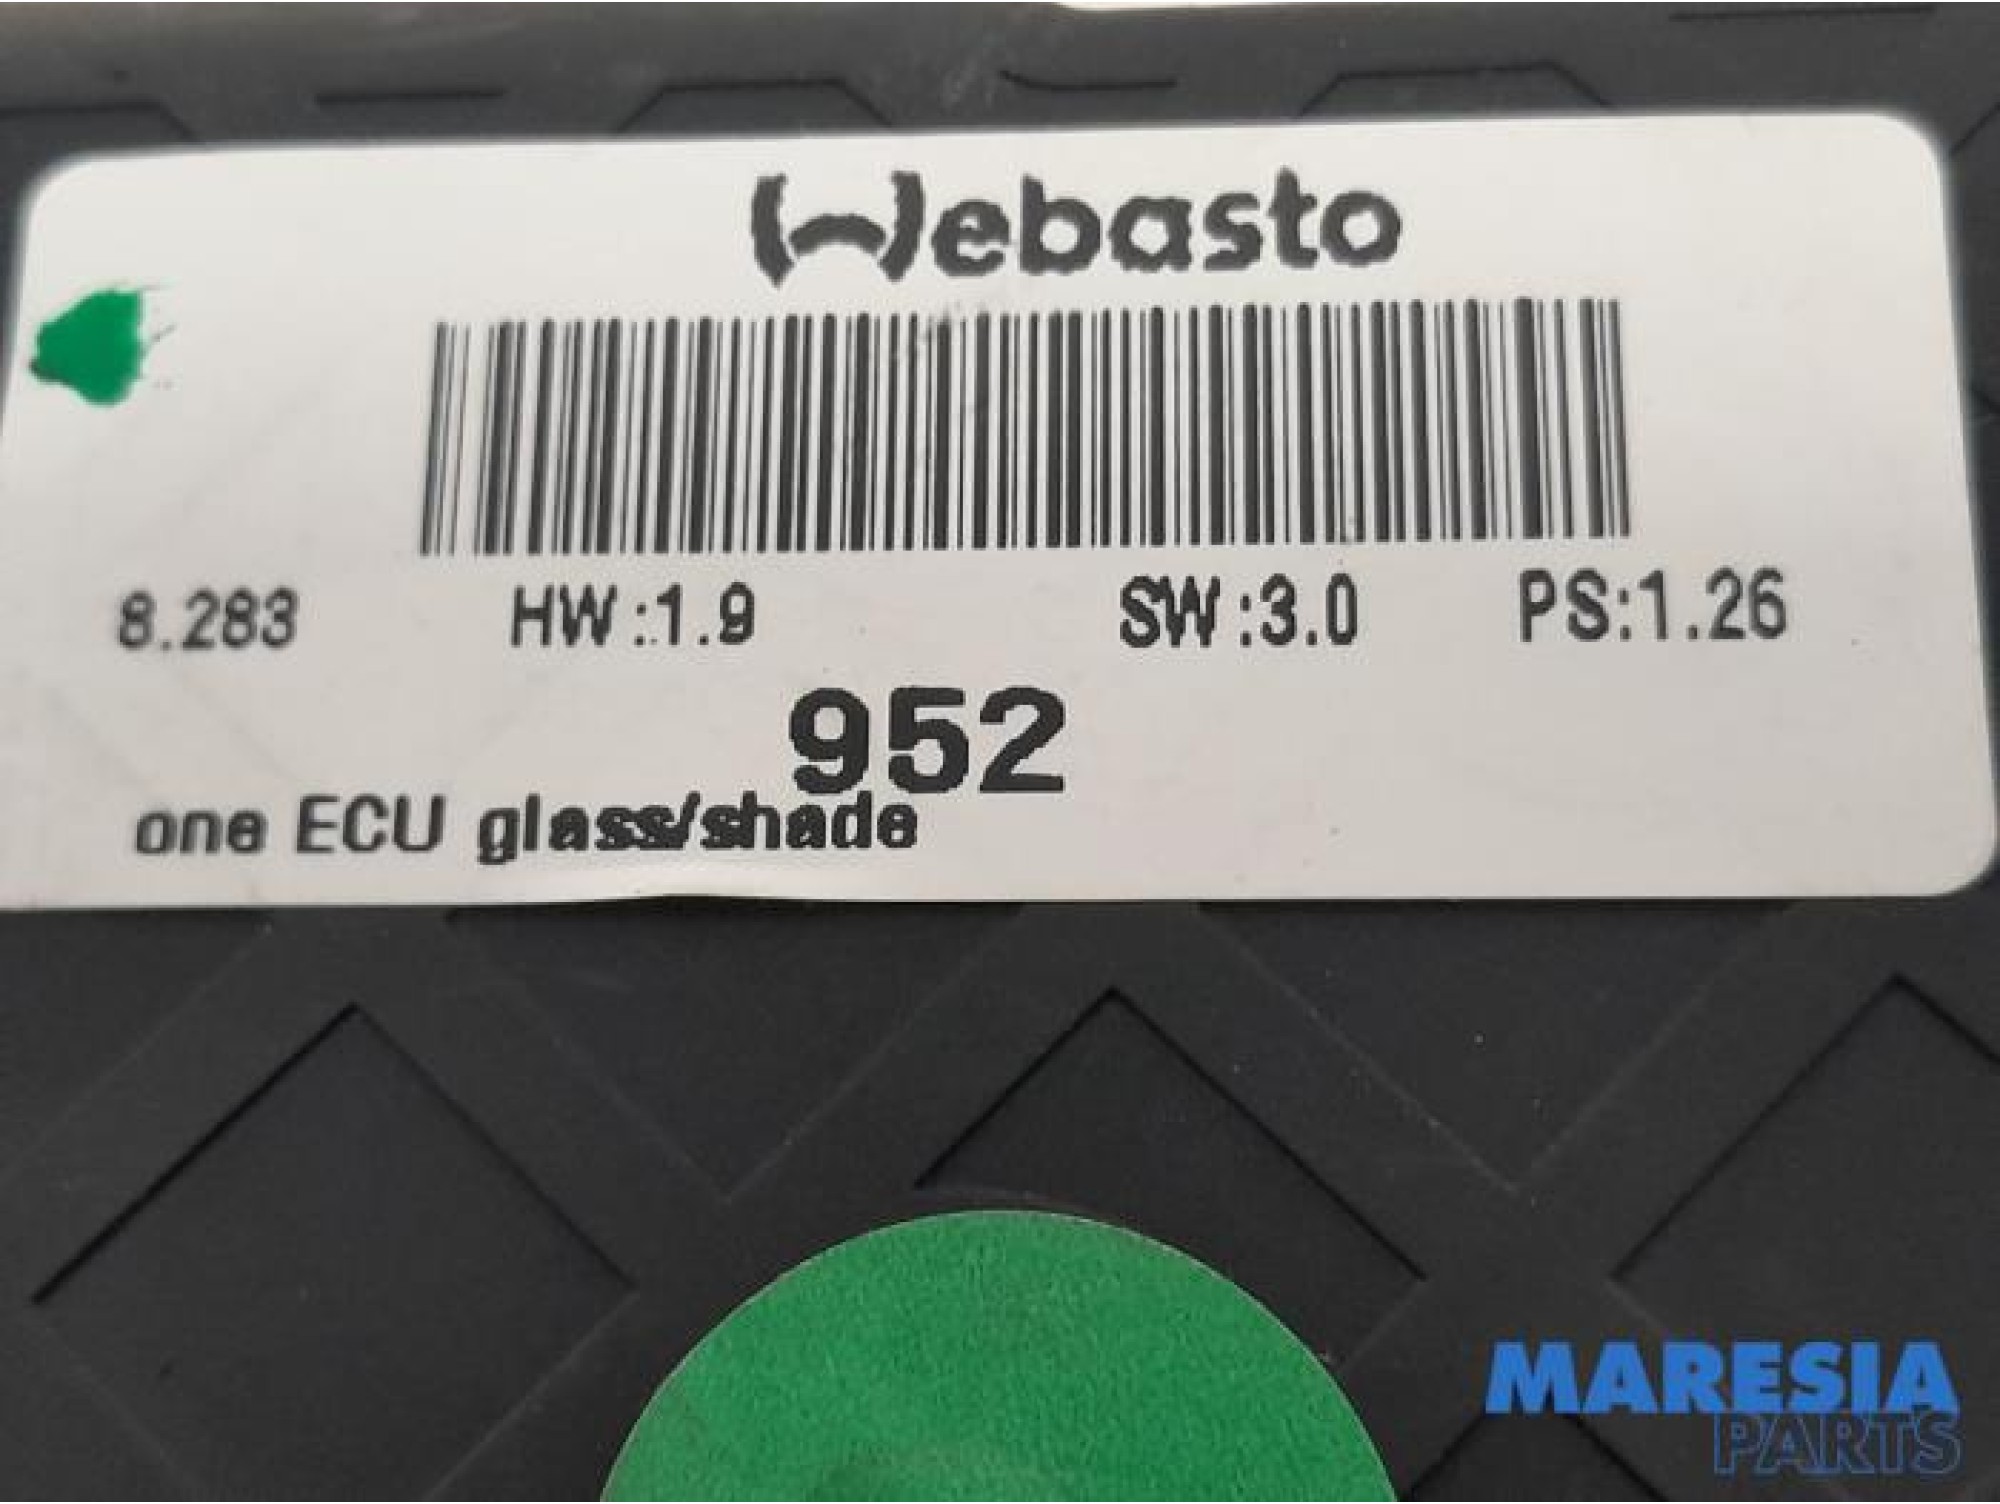 Webasto
8.283 HW:1.9 SW:3.0 PS:1.26
952
one ECU glass/shade
MARESIA
PARTS